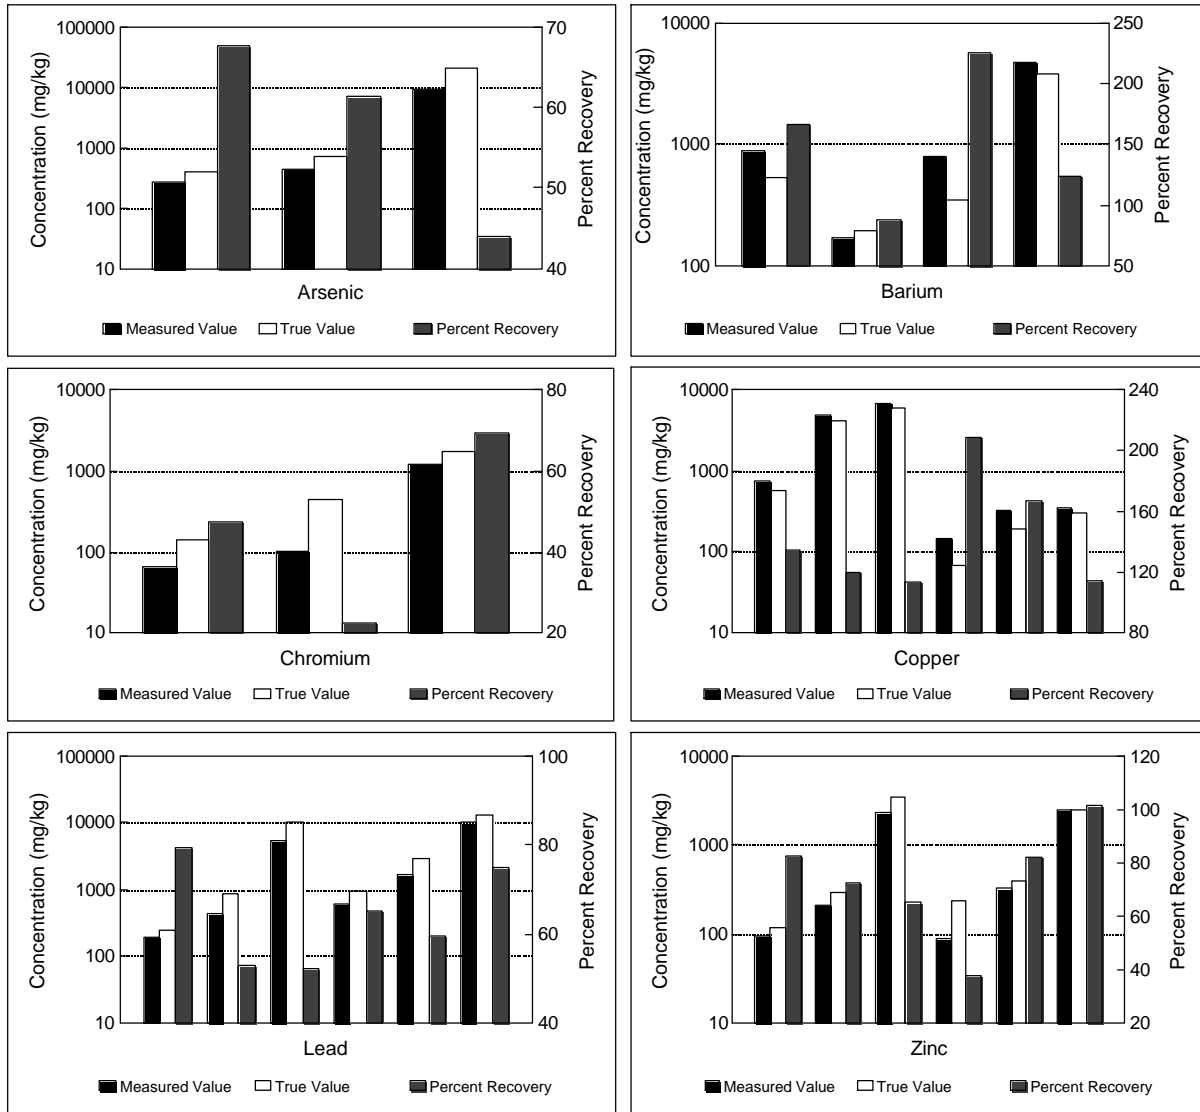 100000
10000
1000
100
10
70
60
50
40
Concentration (mg/kg)
Percent Recovery
Arsenic
Measured Value True Value Percent Recovery
10000
1000
100
250
200
150
100
50
Concentration (mg/kg)
Percent Recovery
Barium
Measured Value True Value Percent Recovery
10000
1000
100
10
80
60
40
20
Concentration (mg/kg)
Percent Recovery
Chromium
Measured Value True Value Percent Recovery
10000
1000
100
10
240
200
160
120
80
Concentration (mg/kg)
Percent Recovery
Copper
Measured Value True Value Percent Recovery
100000
10000
1000
100
10
100
80
60
40
Concentration (mg/kg)
Percent Recovery
Lead
Measured Value True Value Percent Recovery
10000
1000
100
10
120
100
80
60
40
20
Concentration (mg/kg)
Percent Recovery
Zinc
Measured Value True Value Percent Recovery